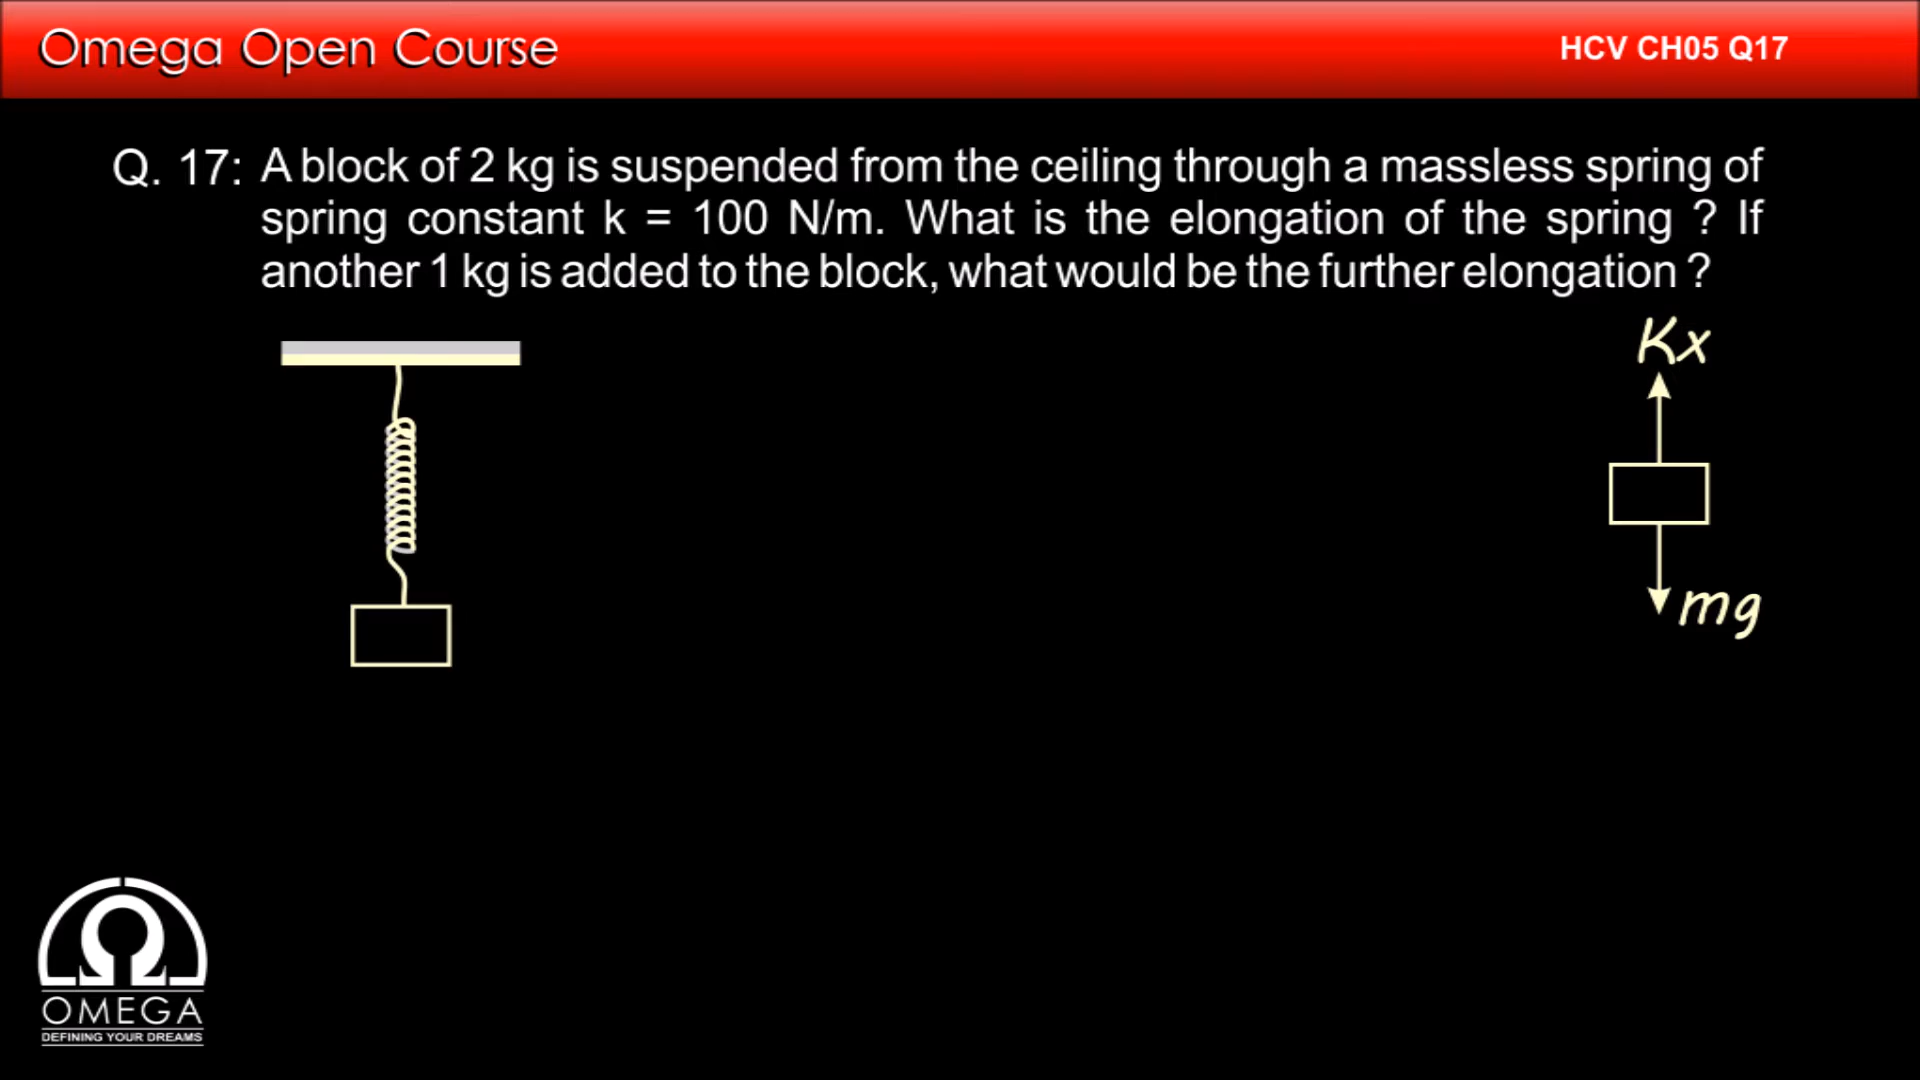 Omega Open Course
HCV CH05 Q17
Q. 17: A block of 2 kg is suspended from the ceiling through a massless spring of
spring constant k = 100 N/m. What is the elongation of the spring ? If
another 1 kg is added to the block, what would be the further elongation ?
Kx
mg
OMEGA
DEFINING YOUR DREAMS